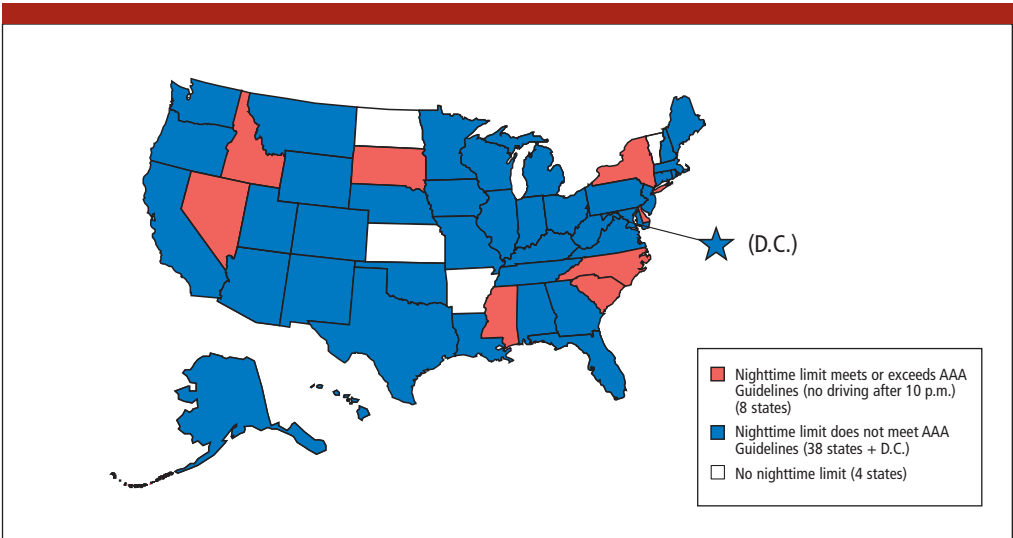 (D.C.)
Nighttime limit meets or exceeds AAA
Guidelines (no driving after 10 p.m.)
(8 states)
Nighttime limit does not meet AAA
Guidelines (38 states + D.C.)
No nighttime limit (4 states)